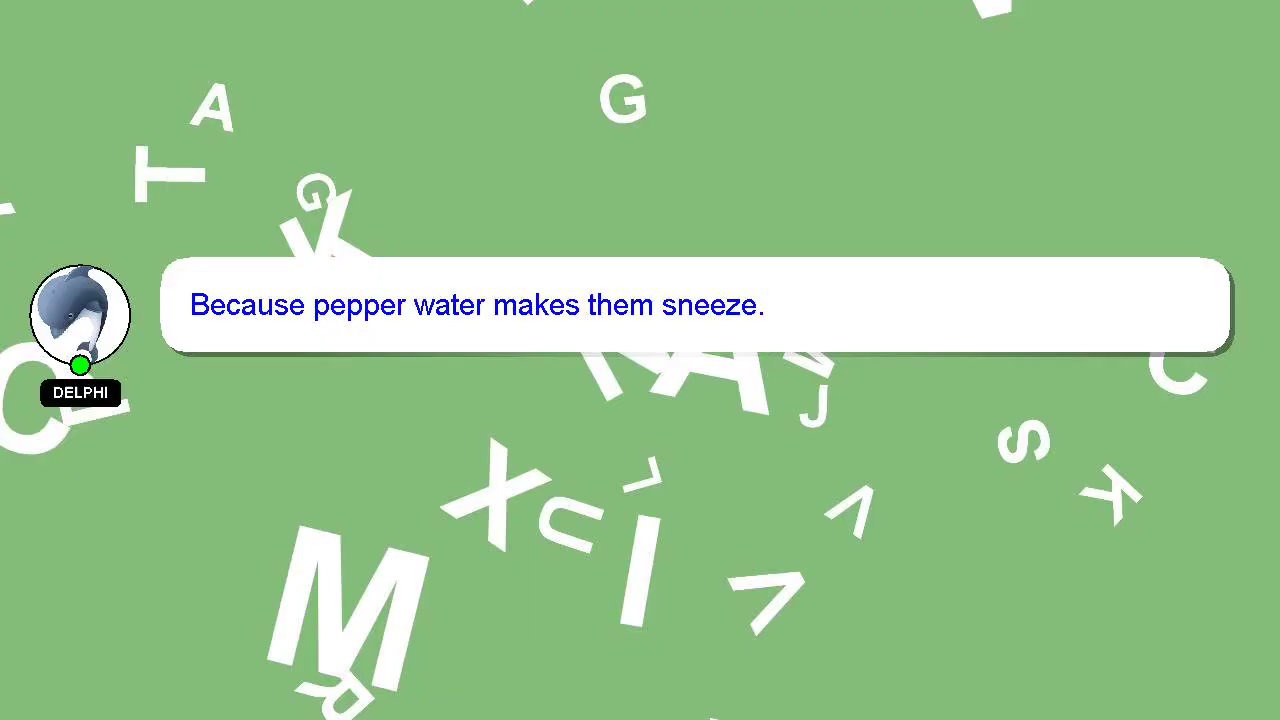 A
G
T
G
K
Because pepper water makes them sneeze.
DELPHI
A
J
C
C
S
K
X
L
U
V
I
V
M
R